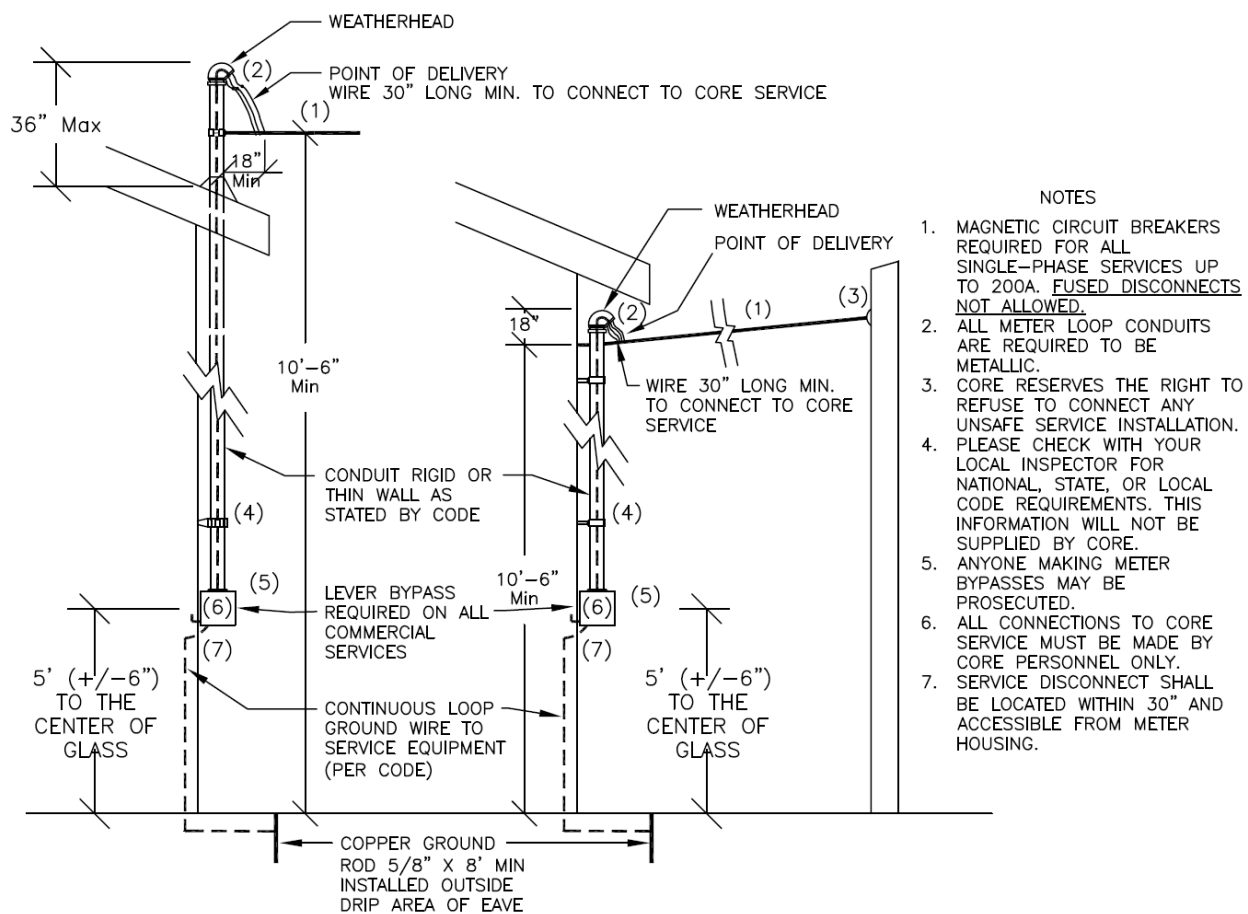 WEATHERHEAD
(2)
POINT OF DELIVERY
WIRE 30" LONG MIN. TO CONNECT TO CORE SERVICE
(1)
36" Max
18"
Min
10'-6"
Min
WEATHERHEAD
POINT OF DELIVERY
(2)
(1)
(3)
18"
WIRE 30" LONG MIN.
TO CONNECT TO CORE
SERVICE
CONDUIT RIGID OR
THIN WALL AS
STATED BY CODE
(4)
(4)
10'-6"
Min
(5)
(5)
(6)
(6)
LEVER BYPASS
REQUIRED ON ALL
COMMERCIAL
SERVICES
(7)
(7)
5' (+/-6")
TO THE
CENTER OF
GLASS
CONTINUOUS LOOP
GROUND WIRE TO
SERVICE EQUIPMENT
(PER CODE)
5' (+/-6")
TO THE
CENTER OF
GLASS
COPPER GROUND
ROD 5/8" X 8' MIN
INSTALLED OUTSIDE
DRIP AREA OF EAVE
NOTES
1. MAGNETIC CIRCUIT BREAKERS
REQUIRED FOR ALL
SINGLE-PHASE SERVICES UP
TO 200A. FUSED DISCONNECTS
NOT ALLOWED.
2. ALL METER LOOP CONDUITS
ARE REQUIRED TO BE
METALLIC.
3. CORE RESERVES THE RIGHT TO
REFUSE TO CONNECT ANY
UNSAFE SERVICE INSTALLATION.
4. PLEASE CHECK WITH YOUR
LOCAL INSPECTOR FOR
NATIONAL, STATE, OR LOCAL
CODE REQUIREMENTS. THIS
INFORMATION WILL NOT BE
SUPPLIED BY CORE.
5. ANYONE MAKING METER
BYPASSES MAY BE
PROSECUTED.
6. ALL CONNECTIONS TO CORE
SERVICE MUST BE MADE BY
CORE PERSONNEL ONLY.
7. SERVICE DISCONNECT SHALL
BE LOCATED WITHIN 30" AND
ACCESSIBLE FROM METER
HOUSING.